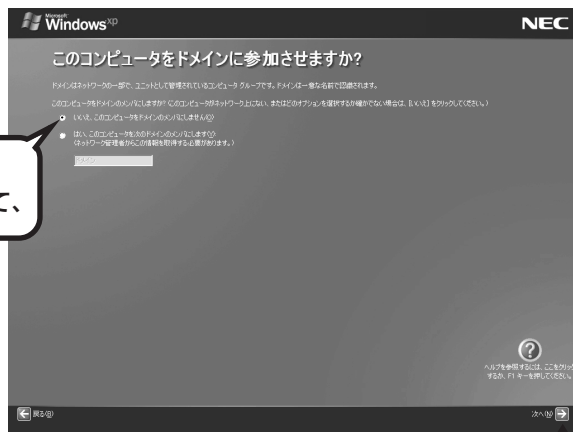 Microsoft
Windows xp
NEC
このコンピュータをドメインに参加させますか?
ドメインはネットワークの一部で、ユニットとして管理されているコンピュータ グループです。ドメインは一意な名前で認識されます。
このコンピュータをドメインのメンバにしますか? (このコンピュータがネットワーク上にない、またはどのオプションを選択するか確かでない場合は、[いいえ] をクリックしてください。)
いいえ、このコンピュータをドメインのメンバにしません(O)
はい、このコンピュータを次のドメインのメンバにします(Y)
(ネットワーク管理者からこの情報を取得する必要があります。)
ドメイン
て、
?
ヘルプを参照するには、ここをクリック
するか、F1 キーを押してください。
戻る(B)
次へ(N)